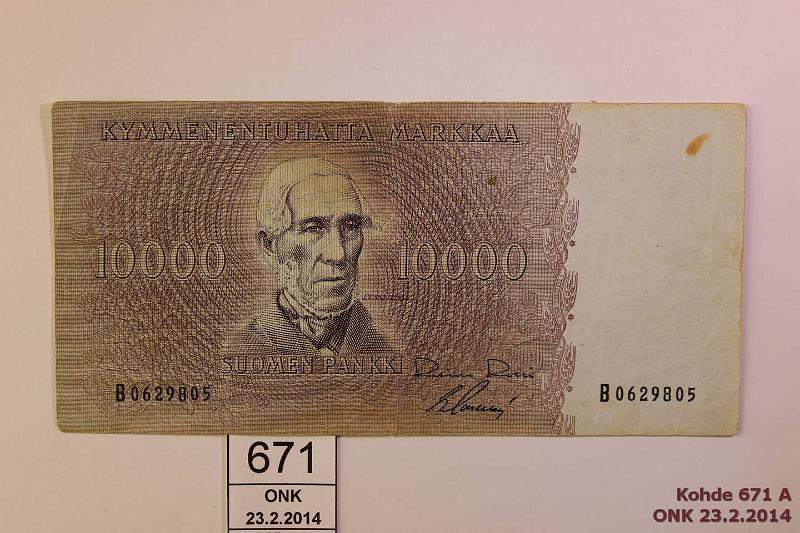 KYMMENENTUHATTA MARKKAA
10000 10000
SUOMEN PANKKI
B0629805 B0629805
671
ONK
23.2.2014
Kohde 671 A
ONK 23.2.2014